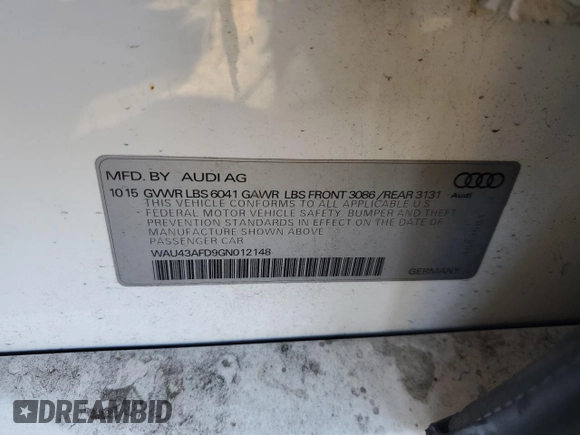 MFD. BY AUDI AG
10 15 GVWR LBS 6041 GAWR LBS FRONT 3086 /REAR 3131
THIS VEHICLE CONFORMS TO ALL APPLICABLE U.S.
FEDERAL MOTOR VEHICLE SAFETY, BUMPER AND THEFT
PREVENTION STANDARDS IN EFFECT ON THE DATE OF
MANUFACTURE SHOWN ABOVE.
PASSENGER CAR
WAU43AFD9GN012148
Audi
GERMANY
DREAMBID